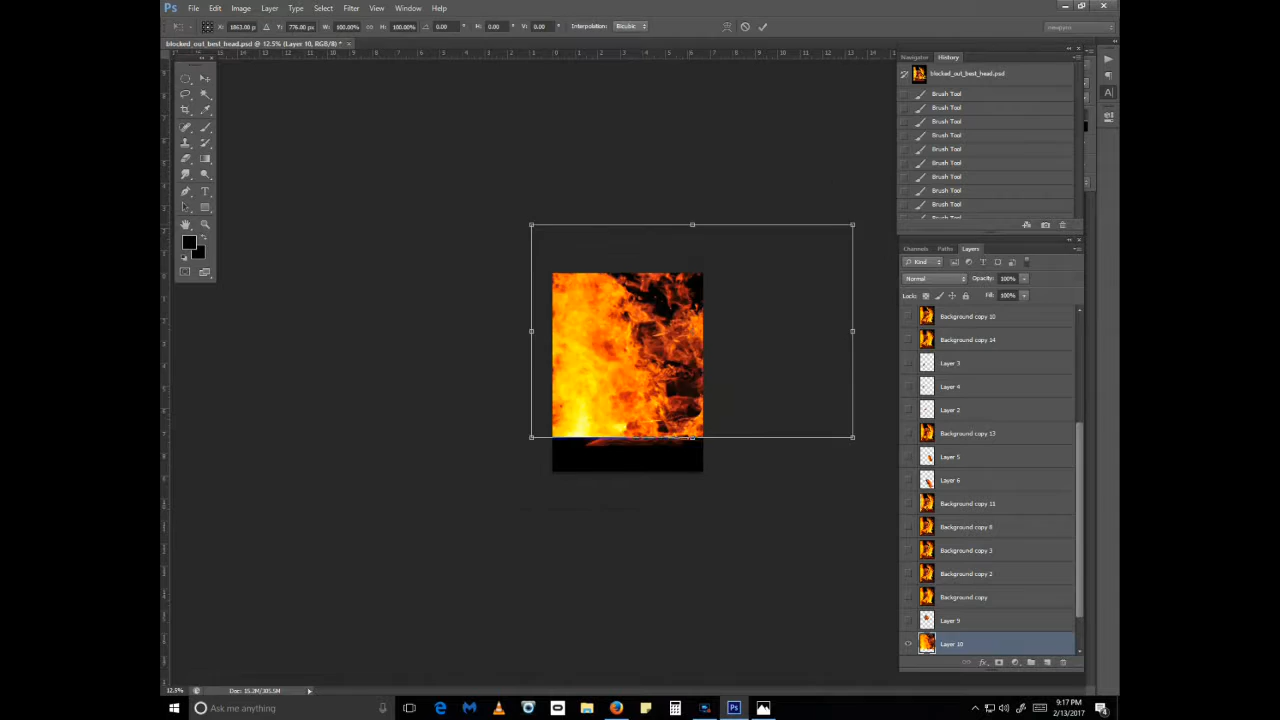 Ps File Edit Image Layer Type Select Filter View Window Help
X: 1863.00 px Y: 776.00 px W: 100.00% H: 100.00% 0.00 H: 0.00 V: 0.00 Interpolation: Bicubic
blocked_out_best_head.psd @ 12.5% (Layer 10, RGB/8) * ×
Navigator History
blocked_out_best_head.psd
Brush Tool
Brush Tool
Brush Tool
Brush Tool
Brush Tool
Brush Tool
Brush Tool
Brush Tool
Brush Tool
Channels Paths Layers
Kind
Normal Opacity: 100%
Lock: Fill: 100%
Background copy 10
Background copy 14
Layer 3
Layer 4
Layer 2
Background copy 13
Layer 5
Layer 6
Background copy 11
Background copy 8
Background copy 3
Background copy 2
Background copy
Layer 9
Layer 10
12.5% Doc: 15.2M/305.5M
Ask me anything
9:17 PM
2/13/2017